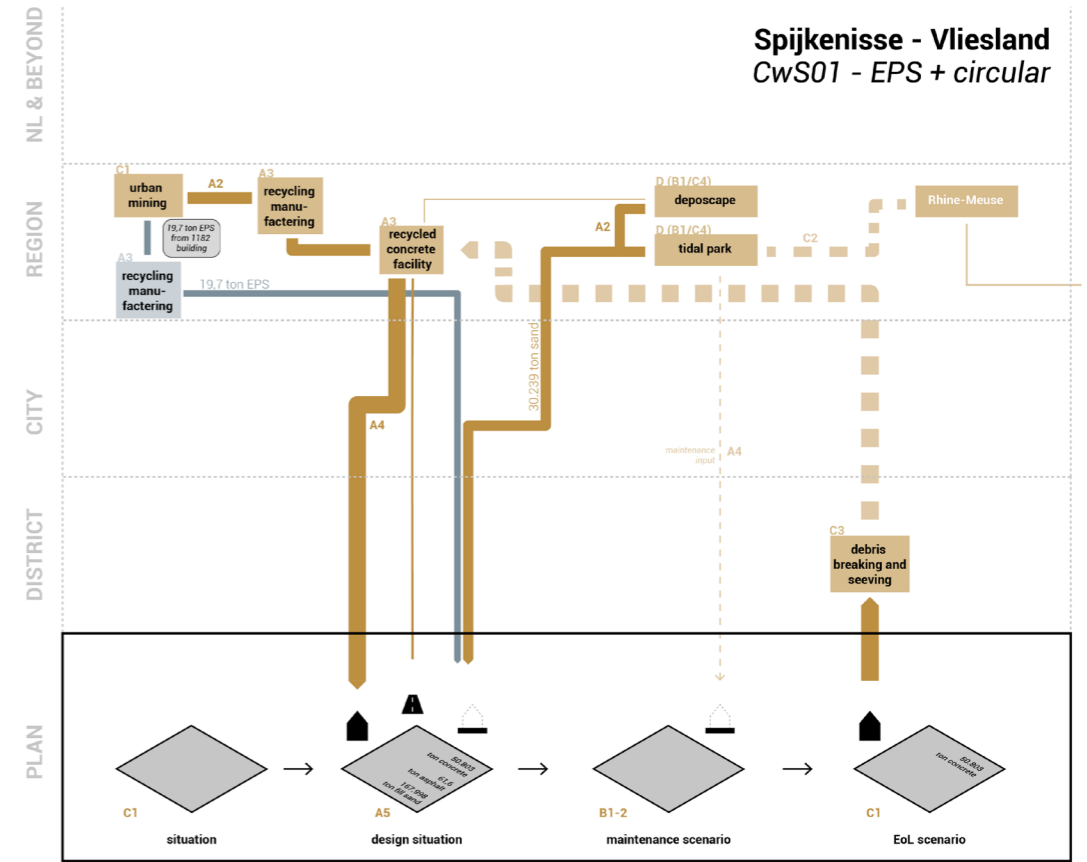 Spijkenisse - Vliesland
CwS01 - EPS + circular
NL & BEYOND
REGION
CITY
DISTRICT
PLAN
C1
urban
mining
A2
A3
recycling
manu-
factering
19,7 ton EPS
from 1182
building
A3
recycling
manu-
factering
19,7 ton EPS
A3
recycled
concrete
facility
D (B1/C4)
deposcape
A2
D (B1/C4)
tidal park
C2
Rhine-Meuse
30.239 ton sand
A4
maintenance
input
A4
C3
debris
breaking and
seeving
50.803
ton concrete
61,6
ton asphalt
167.998
ton fill sand
50.803
ton concrete
C1
situation
A5
design situation
B1-2
maintenance scenario
C1
EoL scenario